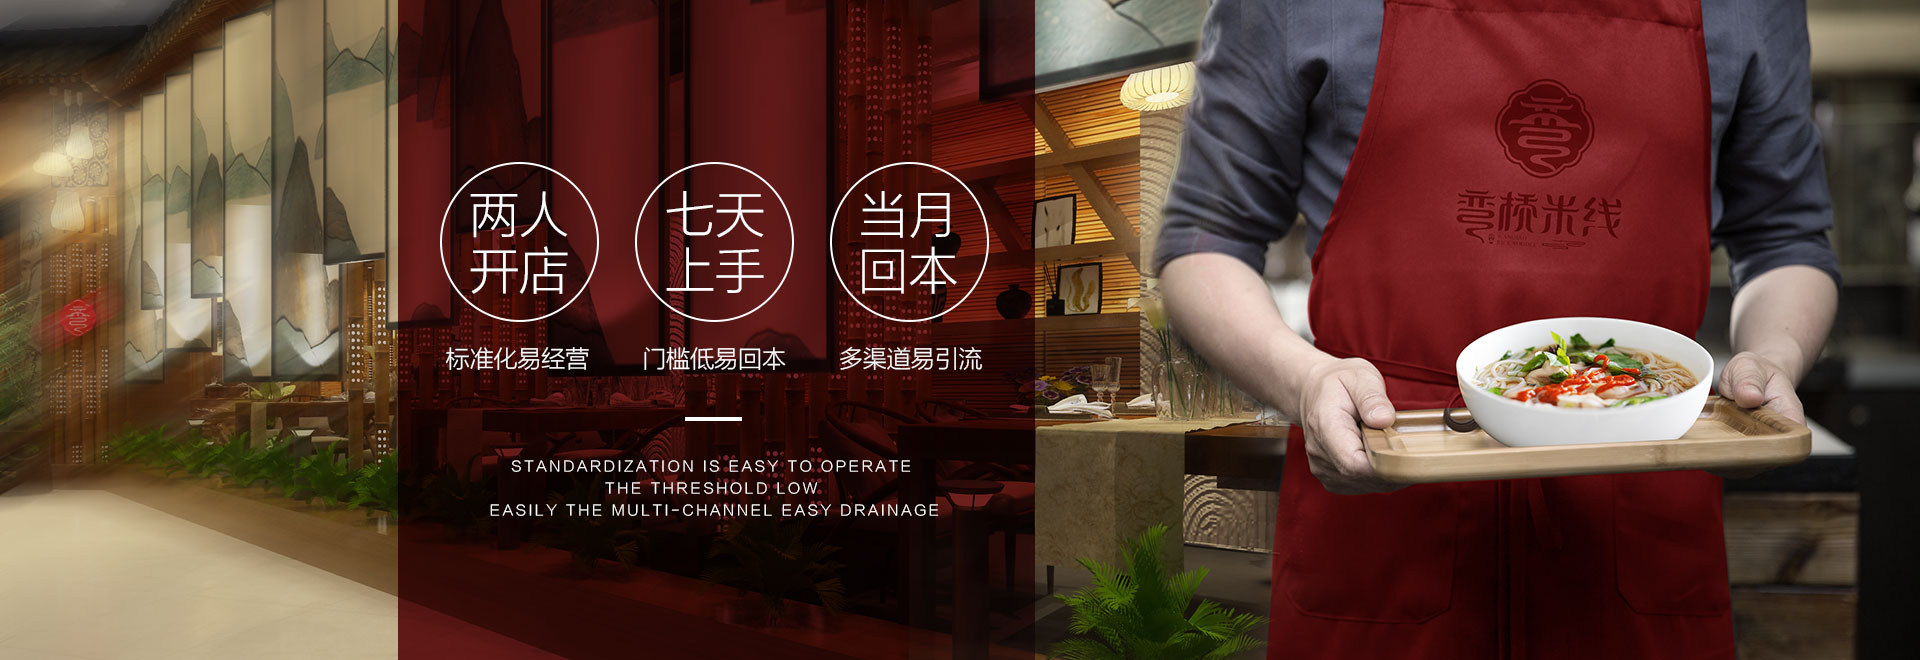 两人
开店
七天
上手
当月
回本
标准化易经营
门槛低易回本
多渠道易引流
STANDARDIZATION IS EASY TO OPERATE
THE THRESHOLD LOW
EASILY THE MULTI-CHANNEL EASY DRAINAGE
弯桥米线